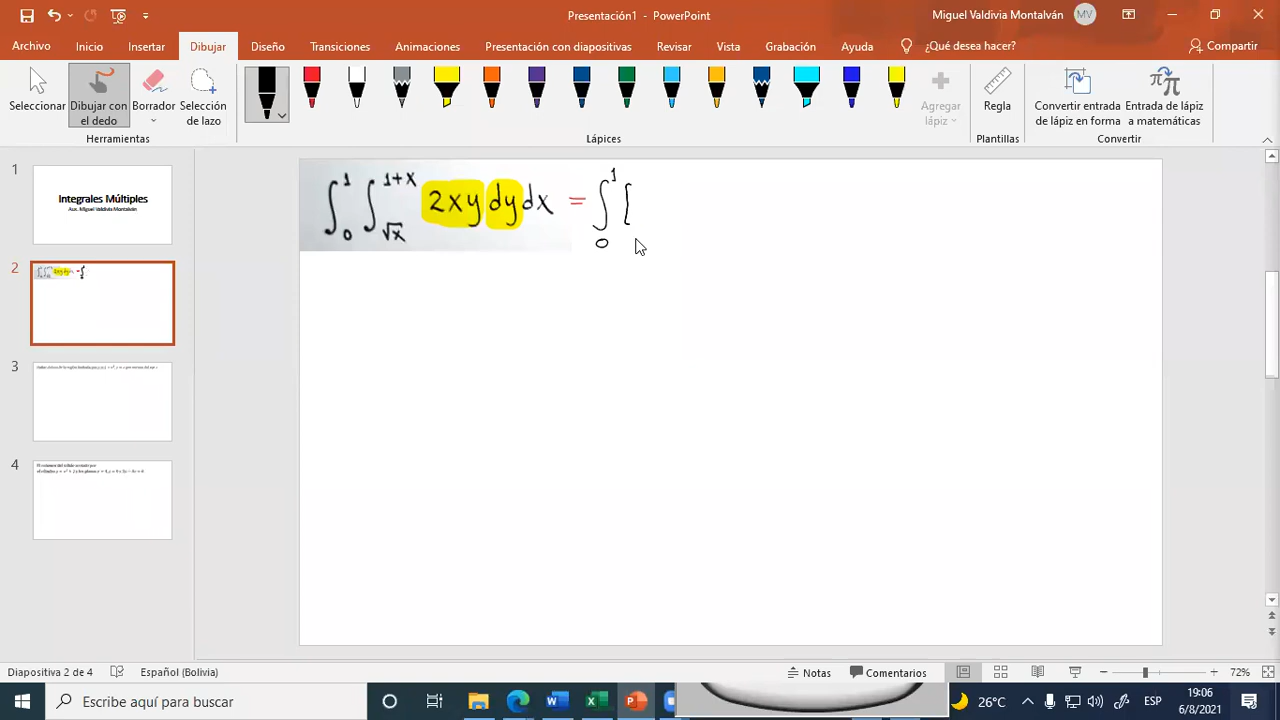 Presentación1 - PowerPoint
Miguel Valdivia Montalván MV
Archivo Inicio Insertar Dibujar Diseño Transiciones Animaciones Presentación con diapositivas Revisar Vista Grabación Ayuda ¿Qué desea hacer? Compartir
Seleccionar Dibujar con el dedo Borrador Selección de lazo Agregar lápiz Regla Convertir entrada de lápiz en forma Entrada de lápiz a matemáticas
Herramientas Lápices Plantillas Convertir
1
Integrales Múltiples
Aux. Miguel Valdivia Montalván
2
3
4
∫₀¹ ∫_√x^1+x 2xy dy dx = ∫₀¹ [
Diapositiva 2 de 4 Español (Bolivia) Notas Comentarios 72%
Escribe aquí para buscar 26°C ESP 19:06
6/8/2021